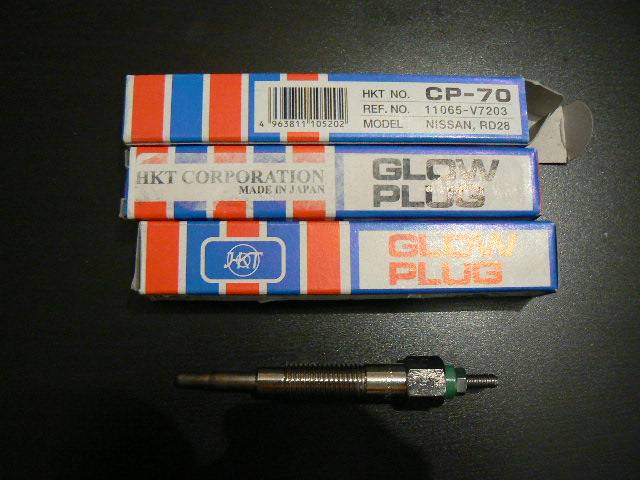 HKT NO. CP-70
REF. NO. 11065-V7203
MODEL NISSAN, RD28
4 963811 105202
HKT CORPORATION
MADE IN JAPAN
GLOW
PLUG
HKT
GLOW
PLUG